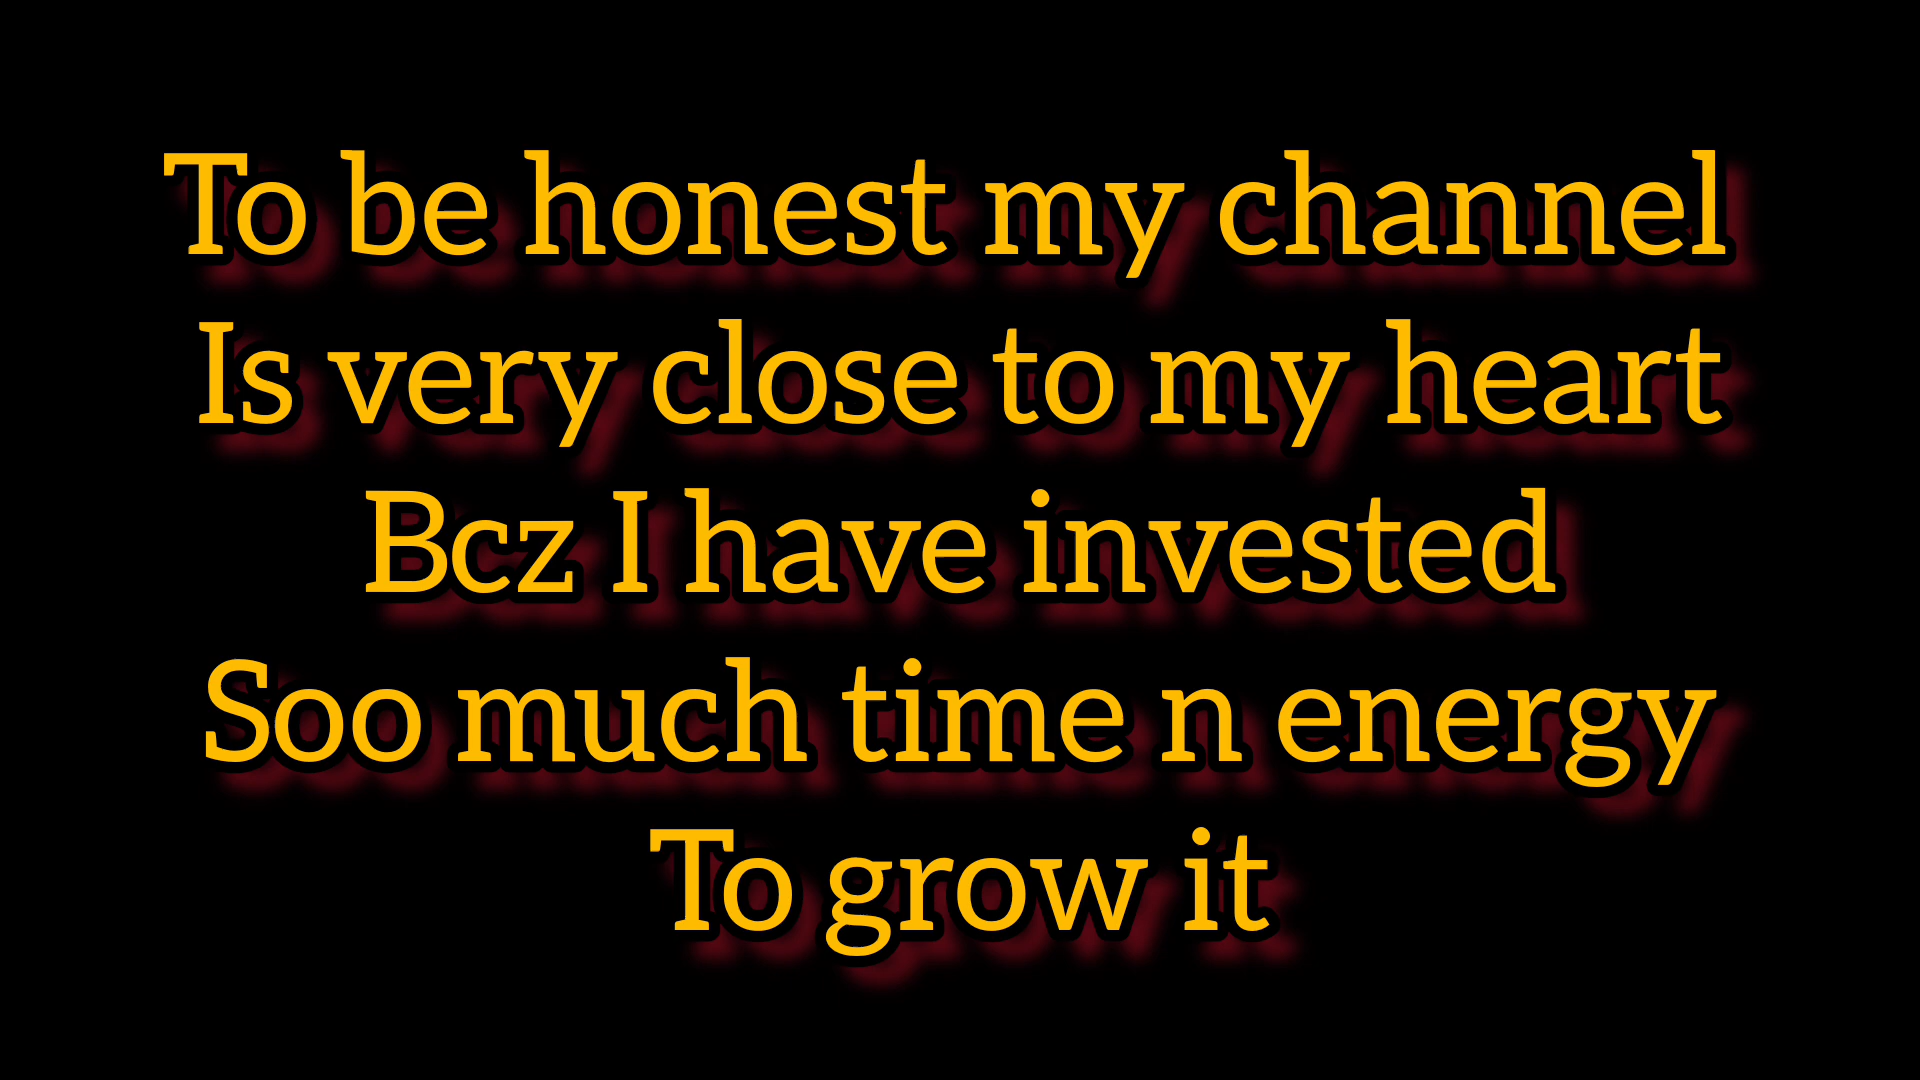 To be honest my channel
Is very close to my heart
Bcz I have invested
Soo much time n energy
To grow it